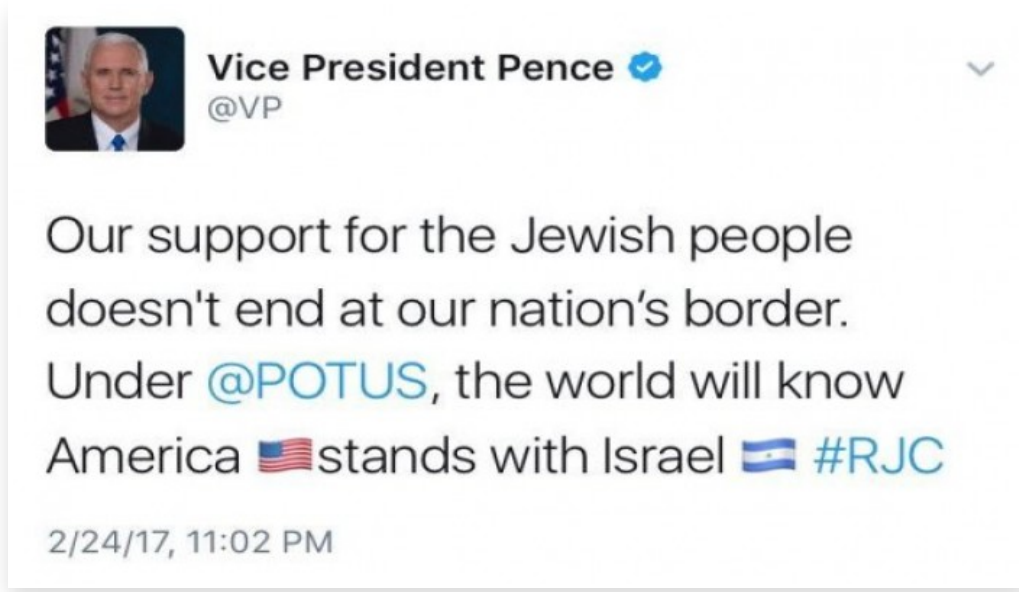 Vice President Pence
@VP
Our support for the Jewish people
doesn't end at our nation’s border.
Under @POTUS, the world will know
America 🇺🇸stands with Israel 🇳🇮 #RJC
2/24/17, 11:02 PM